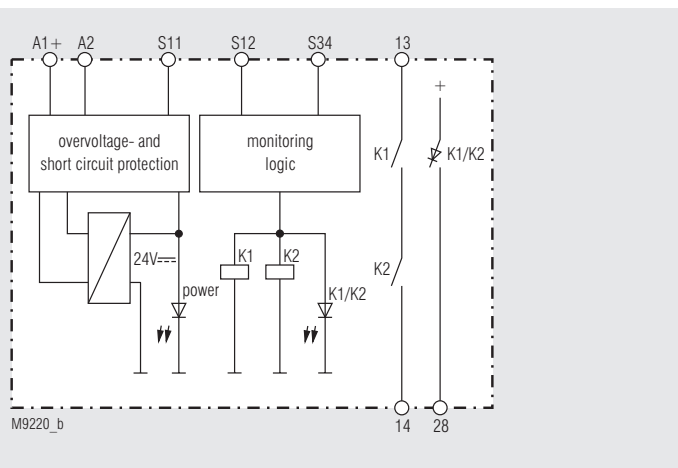 A1+ A2 S11 S12 S34 13
+
overvoltage- and
short circuit protection
monitoring
logic
K1
K1/K2
24V
K1 K2
K2
power
K1/K2
M9220_b
14 28